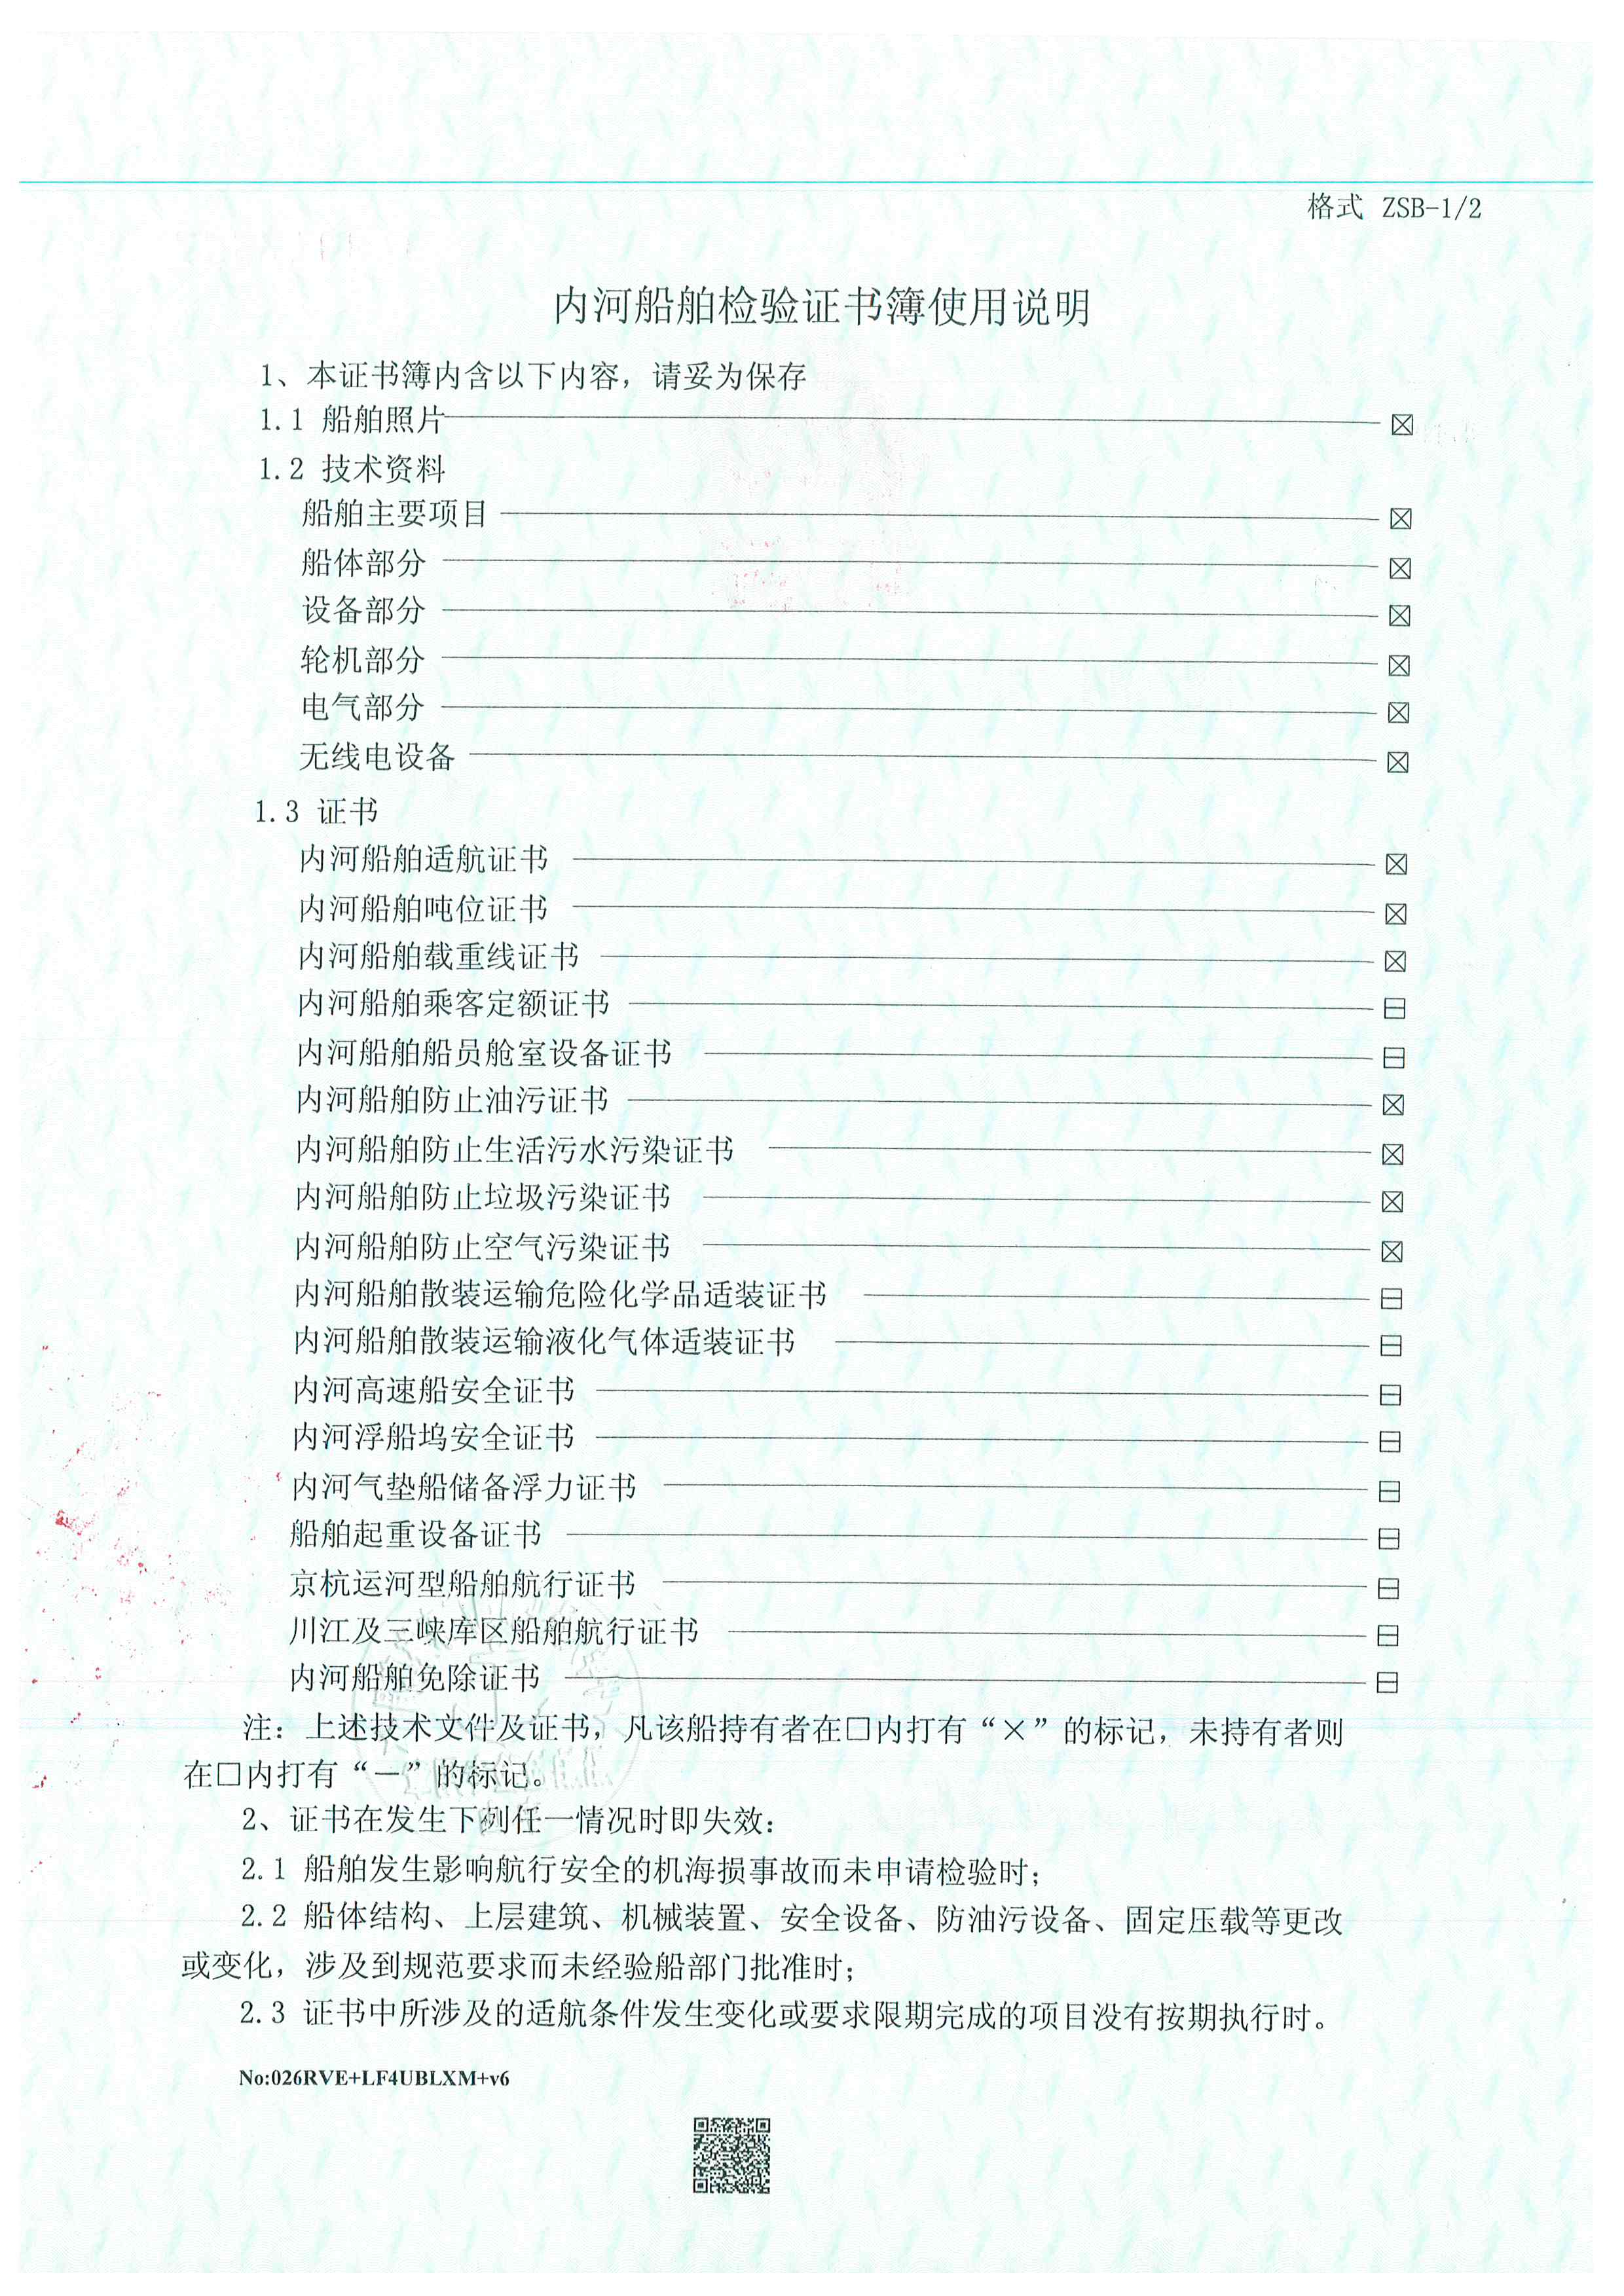 格式 ZSB-1/2
内河船舶检验证书簿使用说明
1、本证书簿内含以下内容，请妥为保存
1.1 船舶照片 ☒
1.2 技术资料
船舶主要项目 ☒
船体部分 ☒
设备部分 ☒
轮机部分 ☒
电气部分 ☒
无线电设备 ☒
1.3 证书
内河船舶适航证书 ☒
内河船舶吨位证书 ☒
内河船舶载重线证书 ☒
内河船舶乘客定额证书 ⊟
内河船舶船员舱室设备证书 ⊟
内河船舶防止油污证书 ☒
内河船舶防止生活污水污染证书 ☒
内河船舶防止垃圾污染证书 ☒
内河船舶防止空气污染证书 ☒
内河船舶散装运输危险化学品适装证书 ⊟
内河船舶散装运输液化气体适装证书 ⊟
内河高速船安全证书 ⊟
内河浮船坞安全证书 ⊟
内河气垫船储备浮力证书 ⊟
船舶起重设备证书 ⊟
京杭运河型船舶航行证书 ⊟
川江及三峡库区船舶航行证书 ⊟
内河船舶免除证书 ⊟
注：上述技术文件及证书，凡该船持有者在□内打有“×”的标记，未持有者则
在□内打有“—”的标记。
2、证书在发生下列任一情况时即失效：
2.1 船舶发生影响航行安全的机海损事故而未申请检验时；
2.2 船体结构、上层建筑、机械装置、安全设备、防油污设备、固定压载等更改
或变化，涉及到规范要求而未经验船部门批准时；
2.3 证书中所涉及的适航条件发生变化或要求限期完成的项目没有按期执行时。
No:026RVE+LF4UBLXM+v6